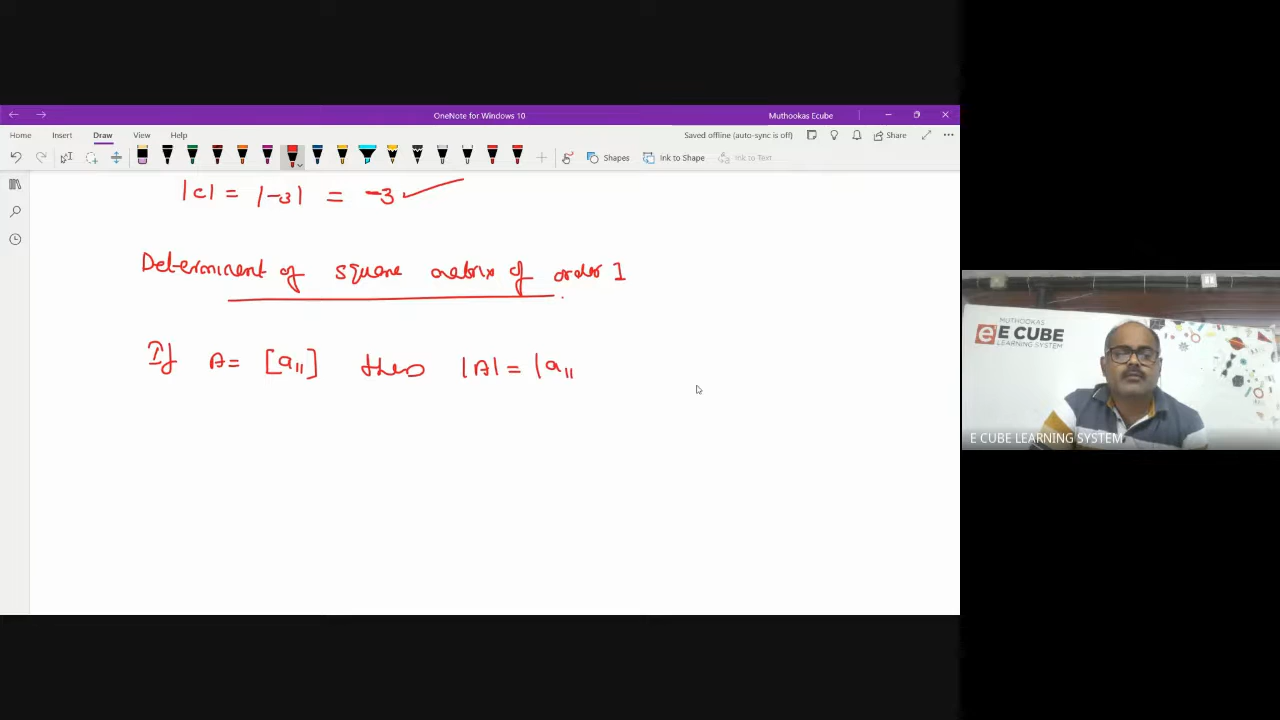 OneNote for Windows 10
Muthookas Ecube
Home Insert Draw View Help
Saved offline (auto-sync is off)
Share
Shapes
Ink to Shape
Ink to Text
|C| = |-3| = -3 ✓
Determinent of square matrix of order 1
If A = [a₁₁] then |A| = |a₁₁
MUTHOOKAS
e E CUBE
LEARNING SYSTEM
E CUBE LEARNING SYSTEM